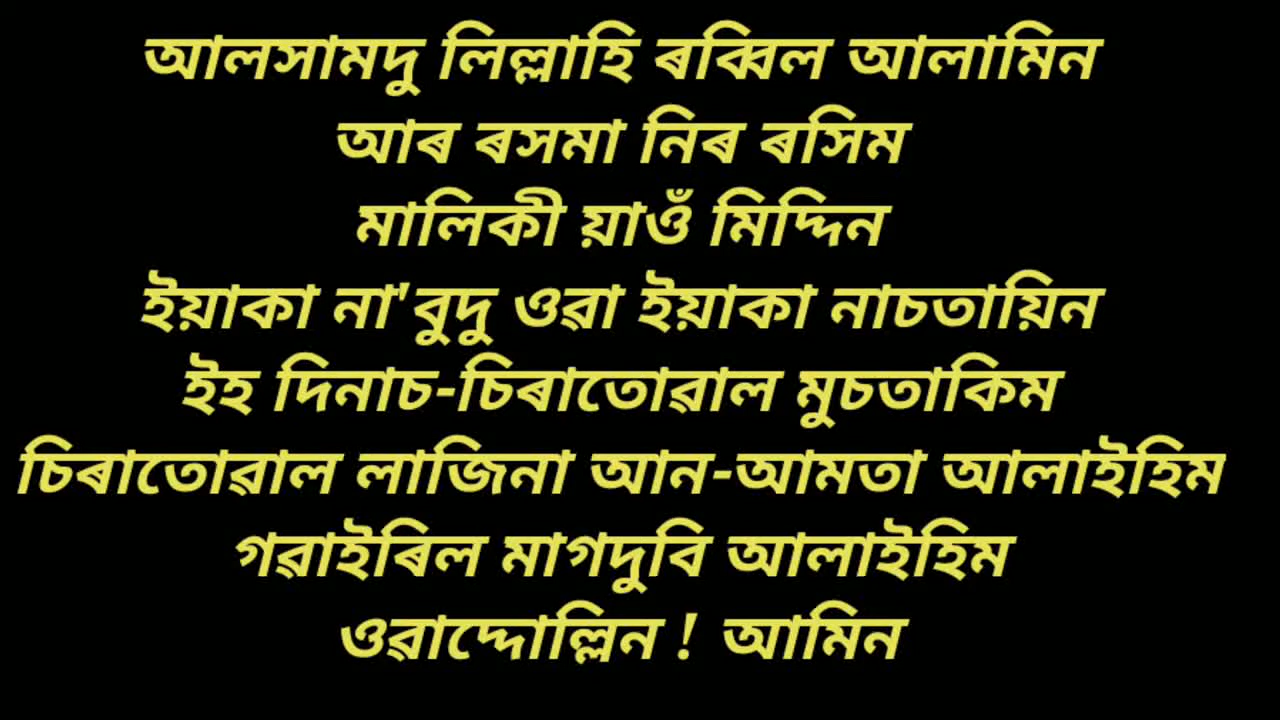 আলসামদু লিল্লাহি ৰব্বিল আলামিন
আৰ ৰসমা নিৰ ৰসিম
মালিকী য়াওঁ মিদ্দিন
ইয়াকা না'বুদু ওৱা ইয়াকা নাচতায়িন
ইহ দিনাচ-চিৰাতোৱাল মুচতাকিম
চিৰাতোৱাল লাজিনা আন-আমতা আলাইহিম
গৱাইৰিল মাগদুবি আলাইহিম
ওৱাদ্দোল্লিন ! আমিন